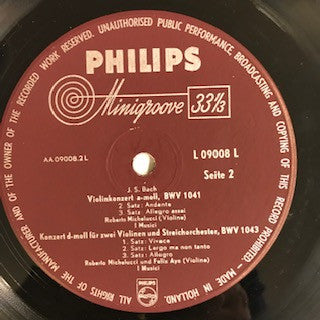 ALL RIGHTS OF THE MANUFACTURER AND OF THE OWNER OF THE RECORDED WORK RESERVED. UNAUTHORISED PUBLIC PERFORMANCE, BROADCASTING AND COPYING OF THIS RECORD PROHIBITED - MADE IN HOLLAND.
PHILIPS
Minigroove 33⅓
AA.09008.2L
L 09008 L
Seite 2
J. S. Bach
Violinkonzert a-moll, BWV 1041
2. Satz: Andante
3. Satz: Allegro assai
Roberto Michelucci (Violine)
I Musici
Konzert d-moll für zwei Violinen und Streichorchester, BWV 1043
1. Satz: Vivace
2. Satz: Largo ma non tanto
3. Satz: Allegro
Roberto Michelucci und Felix Ayo (Violine)
I Musici
PHILIPS